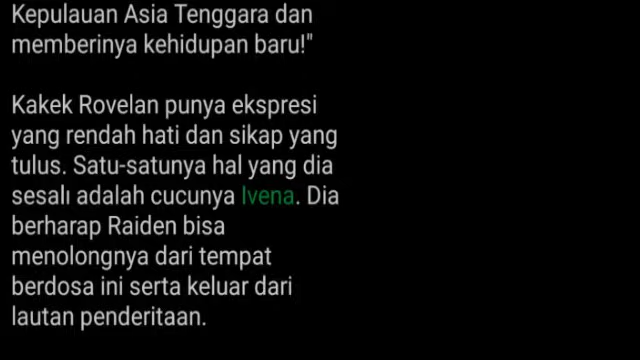 Kepulauan Asia Tenggara dan
memberinya kehidupan baru!"
Kakek Rovelan punya ekspresi
yang rendah hati dan sikap yang
tulus. Satu-satunya hal yang dia
sesalı adalah cucunya Ivena. Dia
berharap Raiden bisa
menolongnya dari tempat
berdosa ini serta keluar dari
lautan penderitaan.